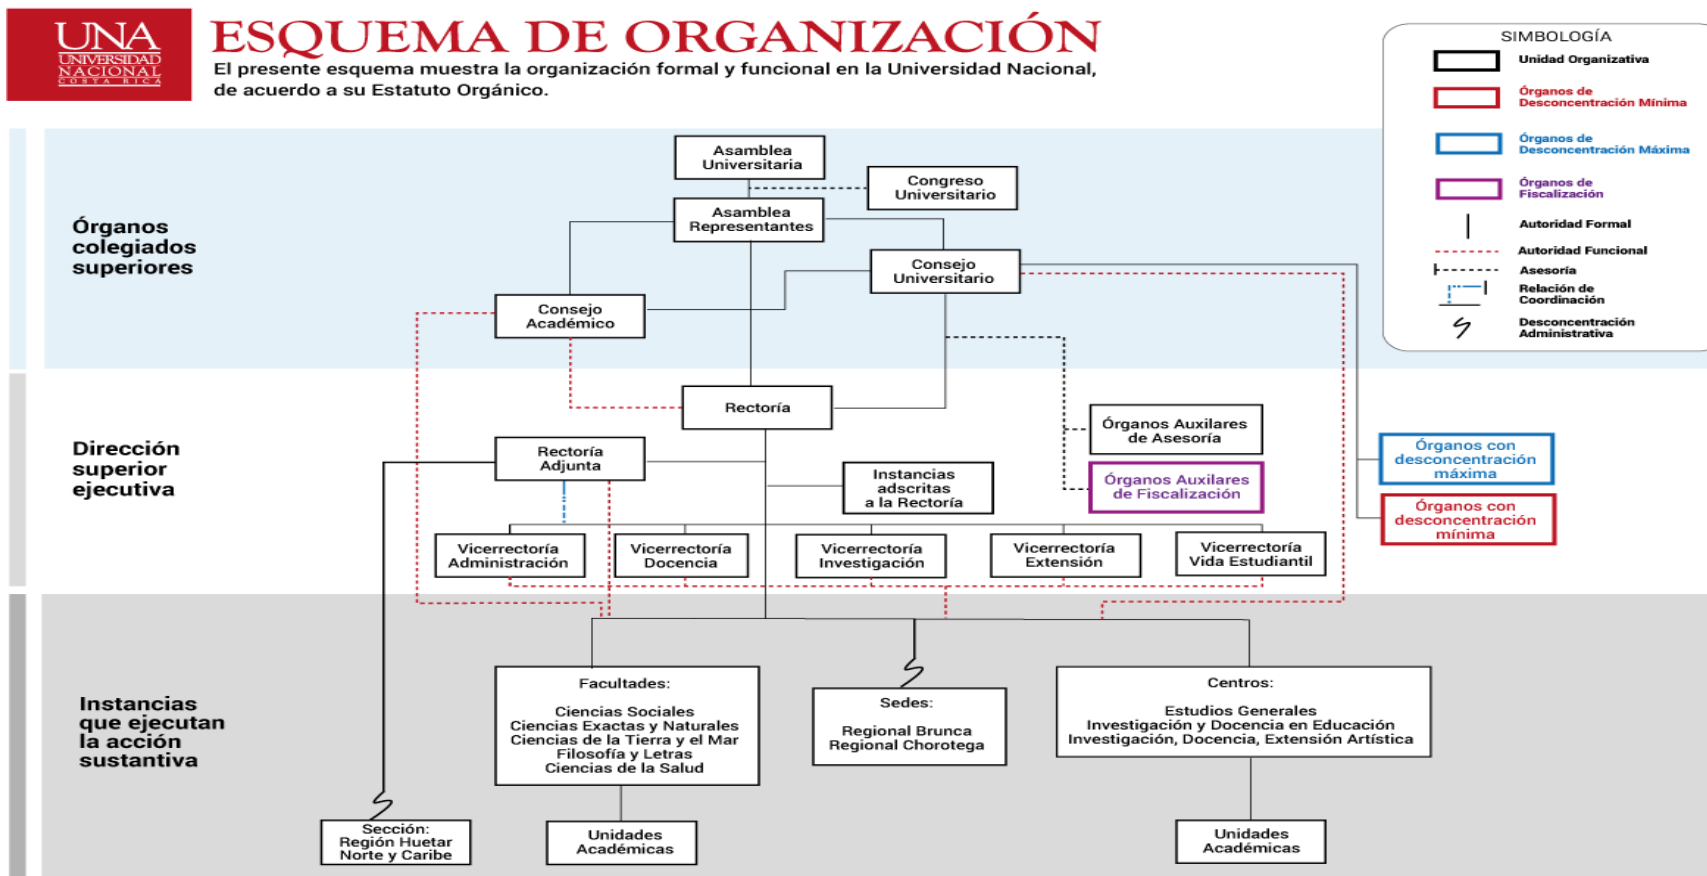 UNA
UNIVERSIDAD
NACIONAL
COSTA RICA
ESQUEMA DE ORGANIZACIÓN
El presente esquema muestra la organización formal y funcional en la Universidad Nacional,
de acuerdo a su Estatuto Orgánico.
SIMBOLOGÍA
Unidad Organizativa
Órganos de
Desconcentración Mínima
Órganos de
Desconcentración Máxima
Órganos de
Fiscalización
Autoridad Formal
Autoridad Funcional
Asesoría
Relación de
Coordinación
Desconcentración
Administrativa
Órganos
colegiados
superiores
Asamblea
Universitaria
Congreso
Universitario
Asamblea
Representantes
Consejo
Universitario
Consejo
Académico
Dirección
superior
ejecutiva
Rectoría
Rectoría
Adjunta
Instancias
adscritas
a la Rectoría
Órganos Auxilares
de Asesoría
Órganos Auxilares
de Fiscalización
Órganos con
desconcentración
máxima
Órganos con
desconcentración
mínima
Vicerrectoría
Administración
Vicerrectoría
Docencia
Vicerrectoría
Investigación
Vicerrectoría
Extensión
Vicerrectoría
Vida Estudiantil
Instancias
que ejecutan
la acción
sustantiva
Facultades:
Ciencias Sociales
Ciencias Exactas y Naturales
Ciencias de la Tierra y el Mar
Filosofía y Letras
Ciencias de la Salud
Sedes:
Regional Brunca
Regional Chorotega
Centros:
Estudios Generales
Investigación y Docencia en Educación
Investigación, Docencia, Extensión Artística
Sección:
Región Huetar
Norte y Caribe
Unidades
Académicas
Unidades
Académicas